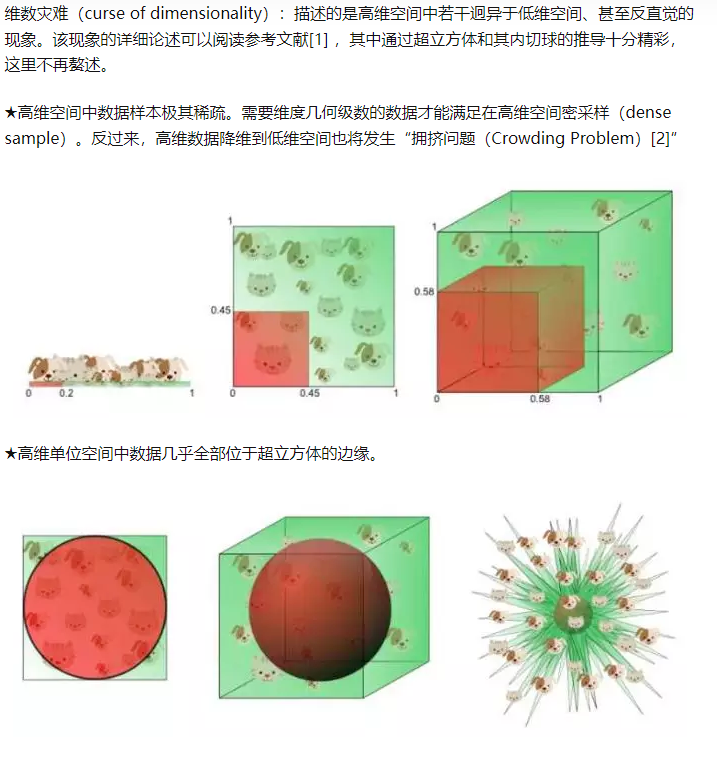 维数灾难（curse of dimensionality）：描述的是高维空间中若干迥异于低维空间、甚至反直觉的
现象。该现象的详细论述可以阅读参考文献[1] ，其中通过超立方体和其内切球的推导十分精彩，
这里不再鳌述。
★高维空间中数据样本极其稀疏。需要维度几何级数的数据才能满足在高维空间密采样（dense
sample）。反过来，高维数据降维到低维空间也将发生“拥挤问题（Crowding Problem）[2]“
0 0.2 1
1
0.45
0 0.45 1
1
0.58
0 0.58 1
★高维单位空间中数据几乎全部位于超立方体的边缘。